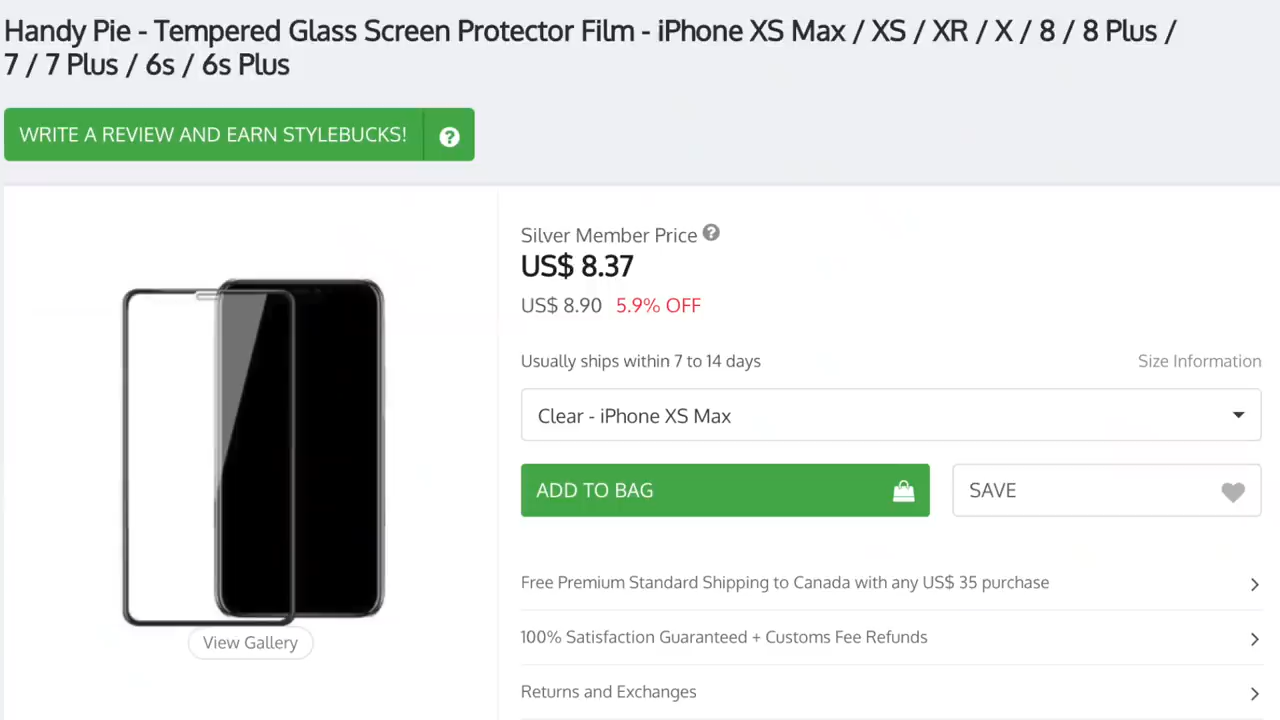 Handy Pie - Tempered Glass Screen Protector Film - iPhone XS Max / XS / XR / X / 8 / 8 Plus /
7 / 7 Plus / 6s / 6s Plus
WRITE A REVIEW AND EARN STYLEBUCKS! ?
Silver Member Price ?
US$ 8.37
US$ 8.90 5.9% OFF
Usually ships within 7 to 14 days Size Information
Clear - iPhone XS Max
ADD TO BAG SAVE
Free Premium Standard Shipping to Canada with any US$ 35 purchase
100% Satisfaction Guaranteed + Customs Fee Refunds
Returns and Exchanges
View Gallery